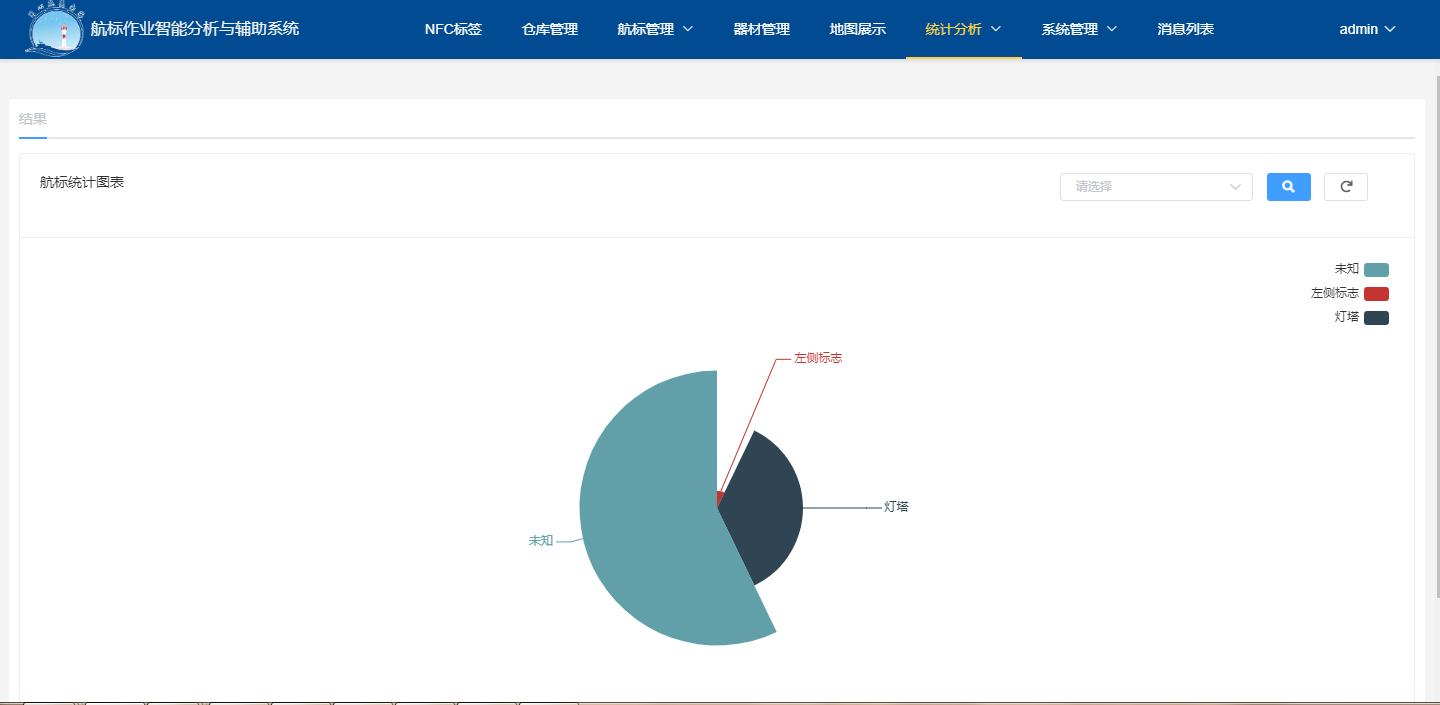 航标作业智能分析与辅助系统
NFC标签 仓库管理 航标管理 器材管理 地图展示 统计分析 系统管理 消息列表 admin
结果
航标统计图表 请选择
未知
左侧标志
灯塔
左侧标志
灯塔
未知